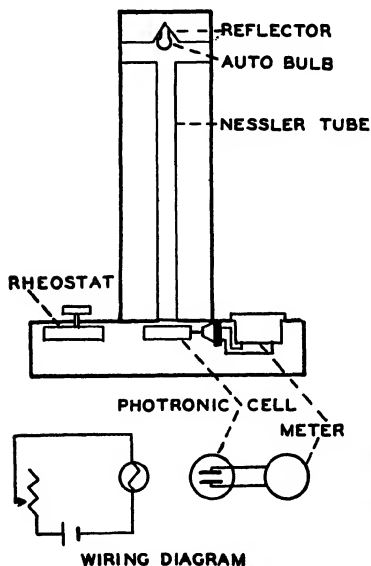 REFLECTOR
AUTO BULB
NESSLER TUBE
RHEOSTAT
PHOTRONIC CELL
METER
WIRING DIAGRAM